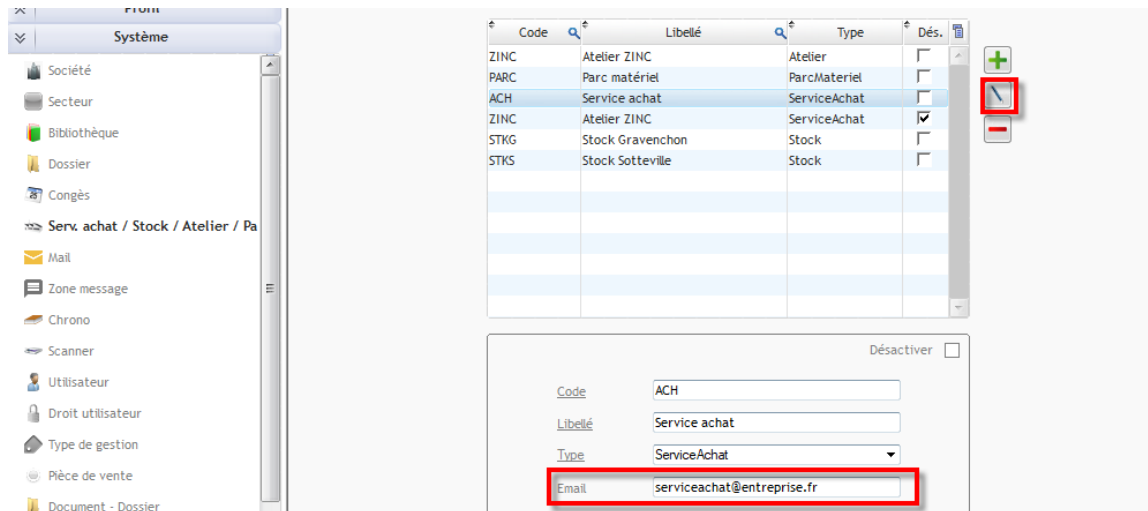 Profil
Système
Société
Secteur
Bibliothèque
Dossier
Congès
Serv. achat / Stock / Atelier / Pa
Mail
Zone message
Chrono
Scanner
Utilisateur
Droit utilisateur
Type de gestion
Pièce de vente
Document - Dossier
Code Libellé Type Dés.
ZINC Atelier ZINC Atelier
PARC Parc matériel ParcMateriel
ACH Service achat ServiceAchat
ZINC Atelier ZINC ServiceAchat
STKG Stock Gravenchon Stock
STKS Stock Sotteville Stock
Désactiver
Code ACH
Libellé Service achat
Type ServiceAchat
Email serviceachat@entreprise.fr